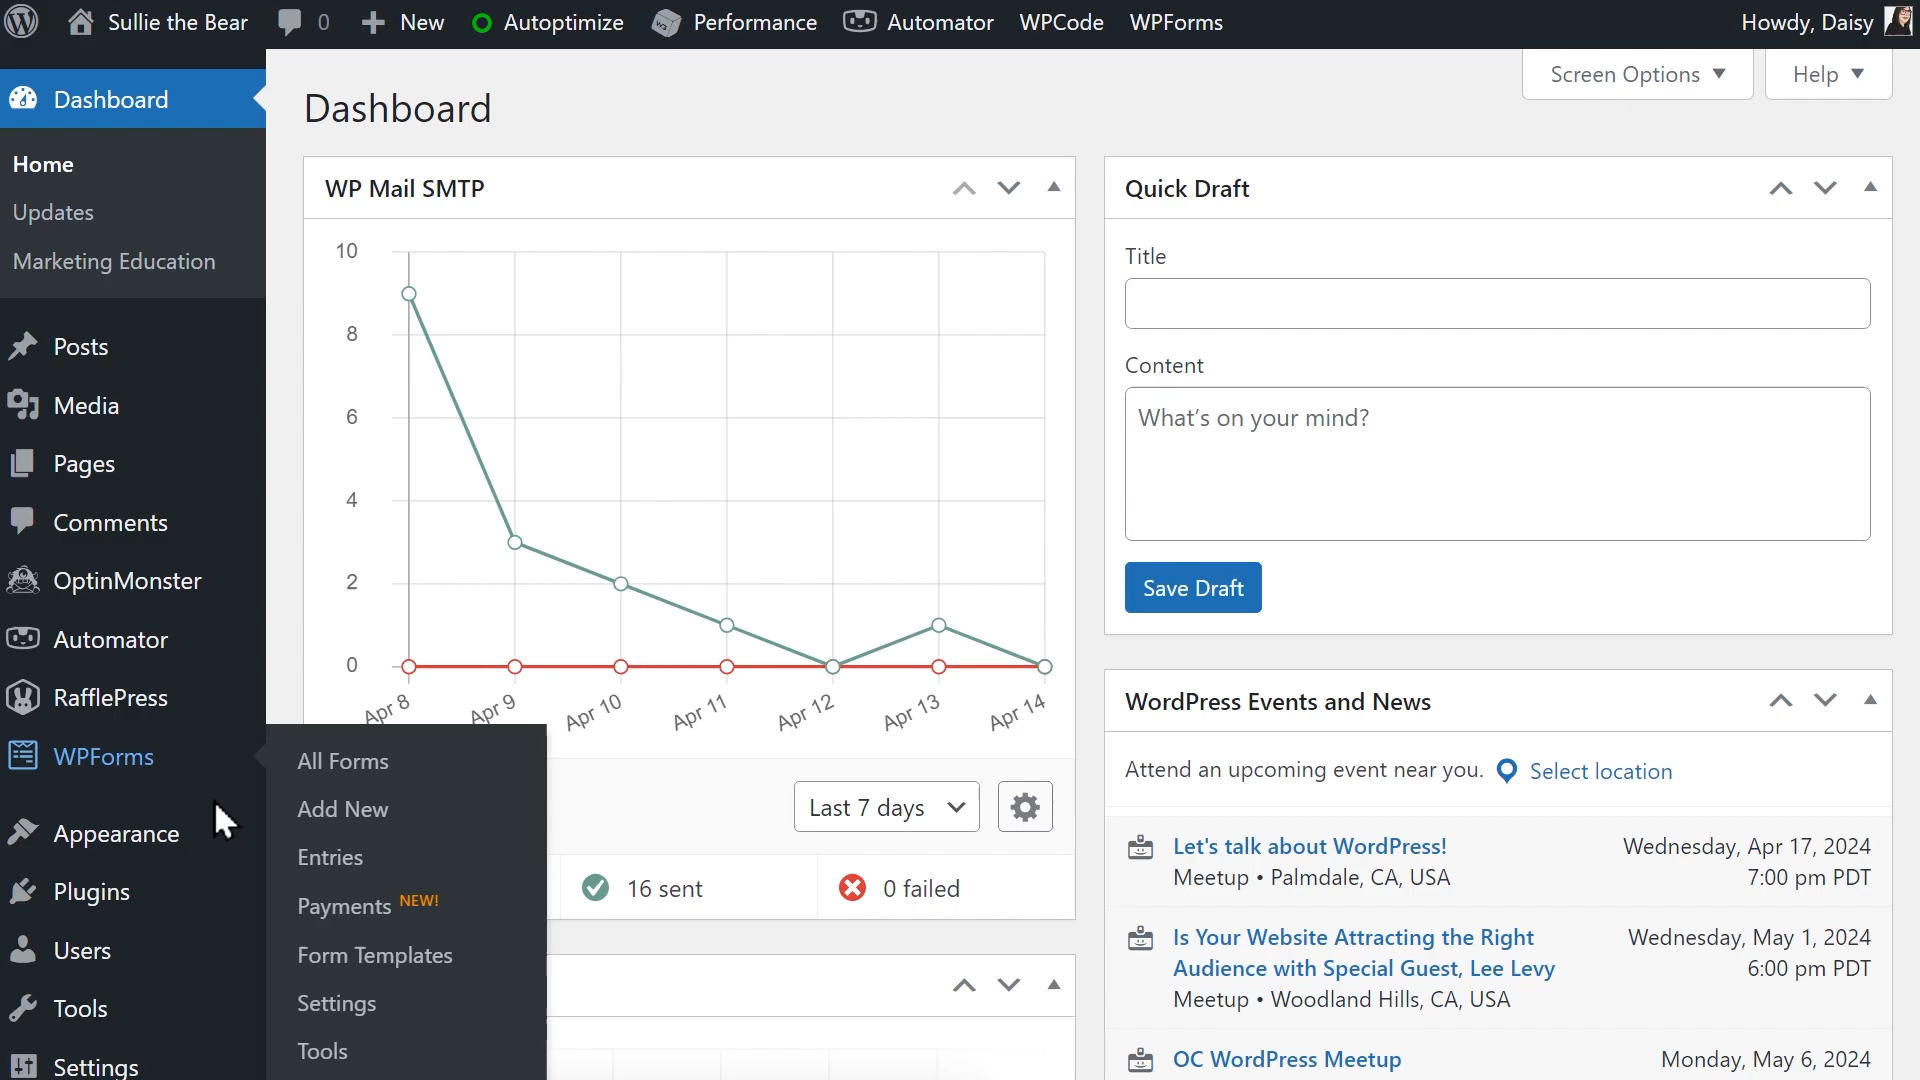 Sullie the Bear
0
New
Autoptimize
Performance
Automator
WPCode
WPForms
Howdy, Daisy
Screen Options
Help
Dashboard
Home
Updates
Marketing Education
Posts
Media
Pages
Comments
OptinMonster
Automator
RafflePress
WPForms
Appearance
Plugins
Users
Tools
Settings
All Forms
Add New
Entries
Payments NEW!
Form Templates
Settings
Tools
Dashboard
WP Mail SMTP
10
8
6
4
2
0
Apr 8
Apr 9
Apr 10
Apr 11
Apr 12
Apr 13
Apr 14
Last 7 days
16 sent
0 failed
Quick Draft
Title
Content
What's on your mind?
Save Draft
WordPress Events and News
Attend an upcoming event near you. Select location
Let's talk about WordPress!
Meetup • Palmdale, CA, USA
Wednesday, Apr 17, 2024
7:00 pm PDT
Is Your Website Attracting the Right
Audience with Special Guest, Lee Levy
Meetup • Woodland Hills, CA, USA
Wednesday, May 1, 2024
6:00 pm PDT
OC WordPress Meetup
Monday, May 6, 2024